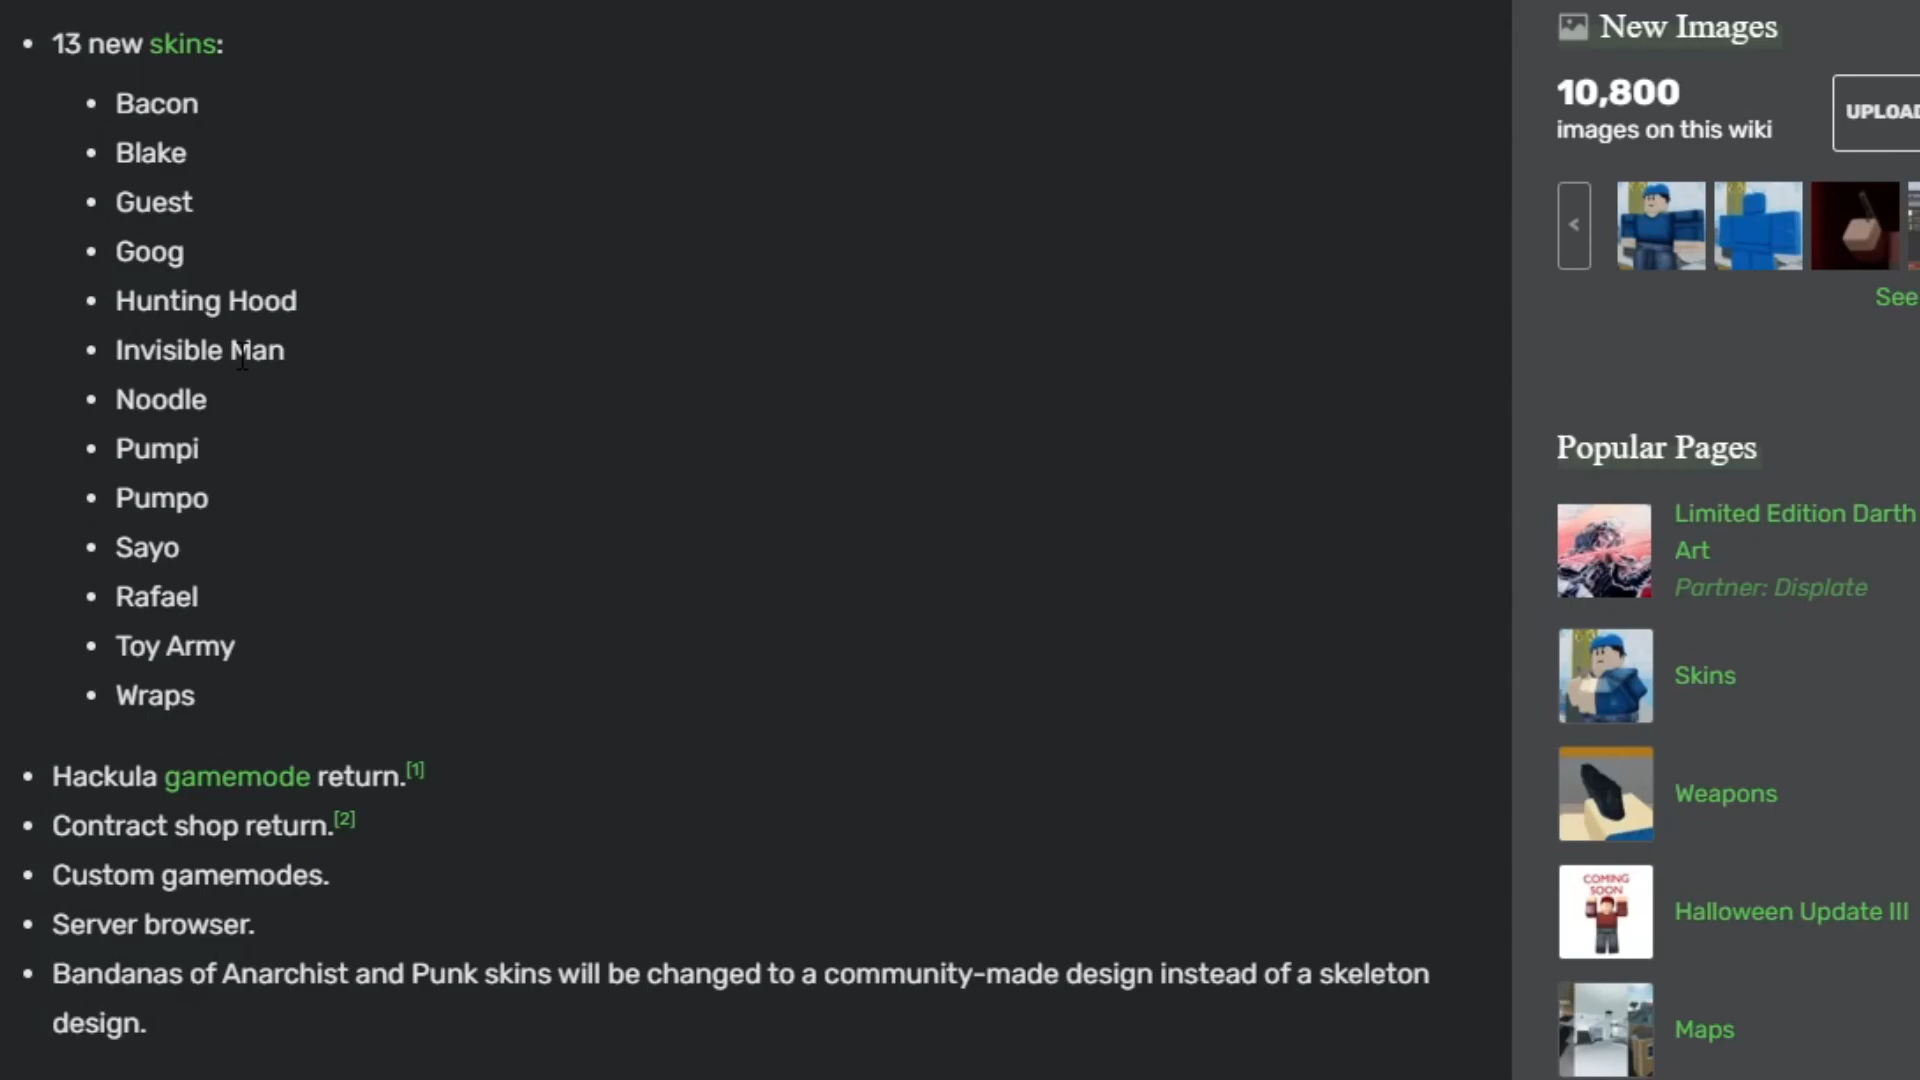 13 new skins:
Bacon
Blake
Guest
Goog
Hunting Hood
Invisible Man
Noodle
Pumpi
Pumpo
Sayo
Rafael
Toy Army
Wraps
Hackula gamemode return.[1]
Contract shop return.[2]
Custom gamemodes.
Server browser.
Bandanas of Anarchist and Punk skins will be changed to a community-made design instead of a skeleton
design.
New Images
10,800
images on this wiki
UPLOAD
<
See
Popular Pages
Limited Edition Darth
Art
Partner: Displate
Skins
Weapons
COMING
SOON
Halloween Update III
Maps